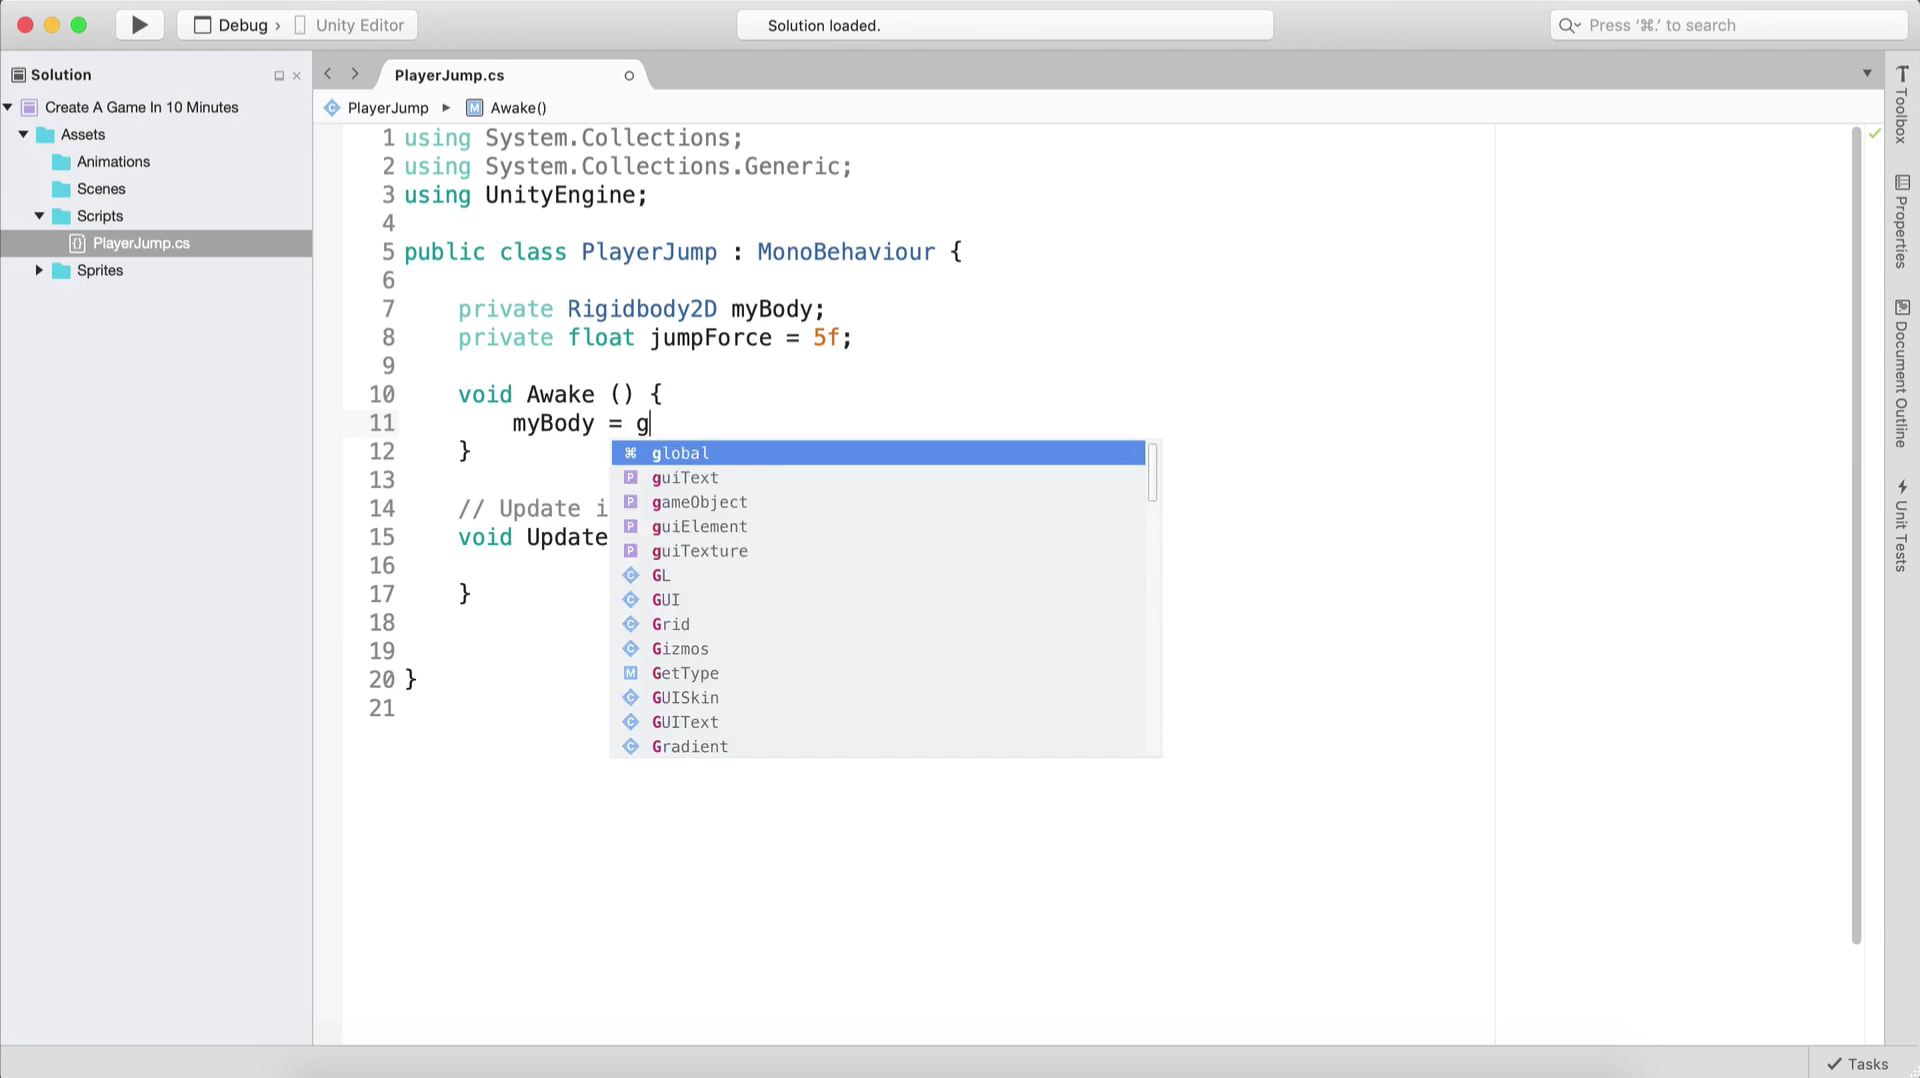 Debug › Unity Editor
Solution loaded.
Press ‘⌘.’ to search
Solution
PlayerJump.cs
Create A Game In 10 Minutes
Assets
Animations
Scenes
Scripts
PlayerJump.cs
Sprites
PlayerJump ▸ Awake()
1 using System.Collections;
2 using System.Collections.Generic;
3 using UnityEngine;
4
5 public class PlayerJump : MonoBehaviour {
6
7 private Rigidbody2D myBody;
8 private float jumpForce = 5f;
9
10 void Awake () {
11 myBody = g
12 }
13
14 // Update i
15 void Update
16
17 }
18
19
20 }
21
⌘ global
P guiText
P gameObject
P guiElement
P guiTexture
C GL
C GUI
C Grid
C Gizmos
M GetType
C GUISkin
C GUIText
C Gradient
Toolbox
Properties
Document Outline
Unit Tests
Tasks